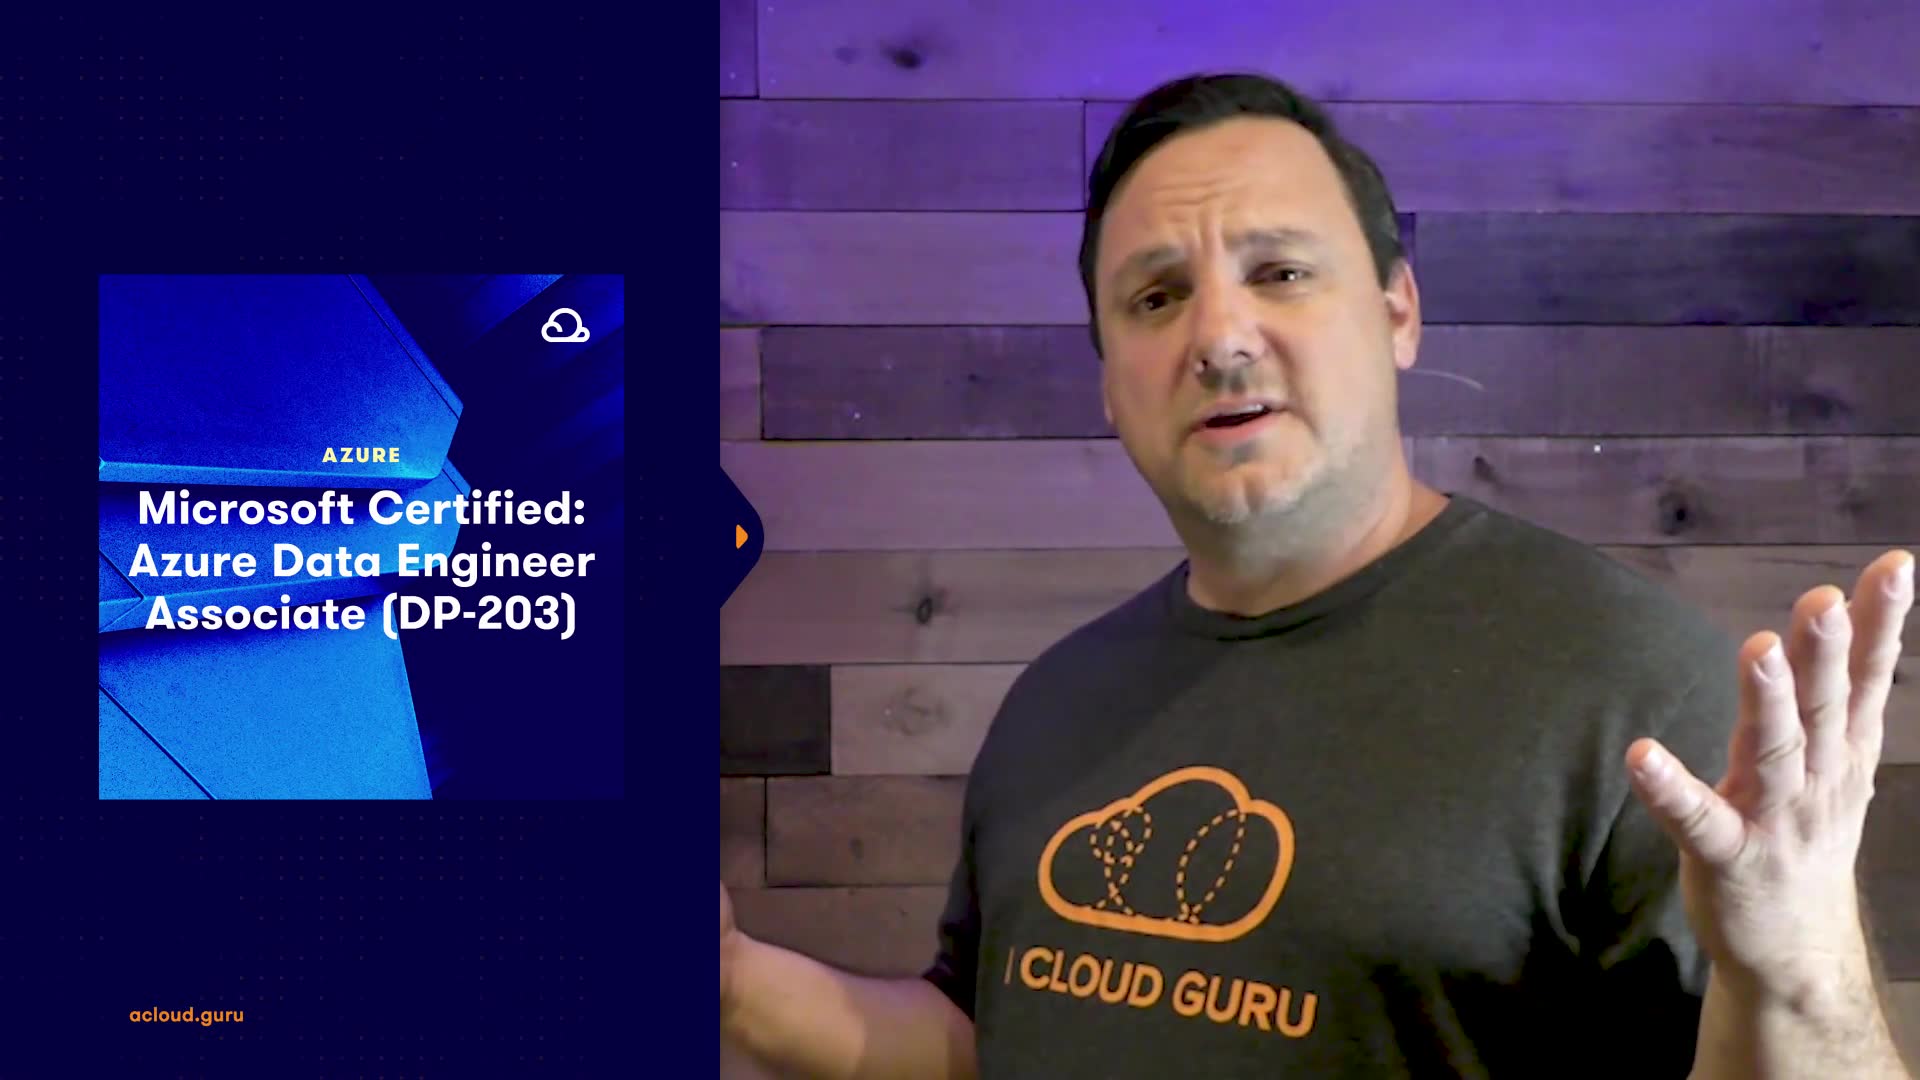 AZURE
Microsoft Certified:
Azure Data Engineer
Associate (DP-203)
acloud.guru
CLOUD GURU